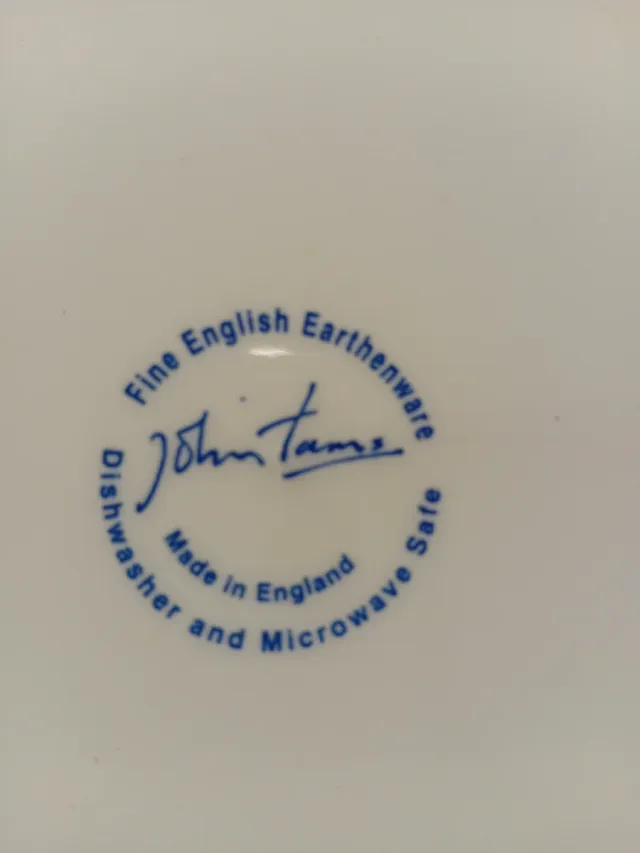 Fine English Earthenware
John Tams
Made in England
Dishwasher and Microwave Safe